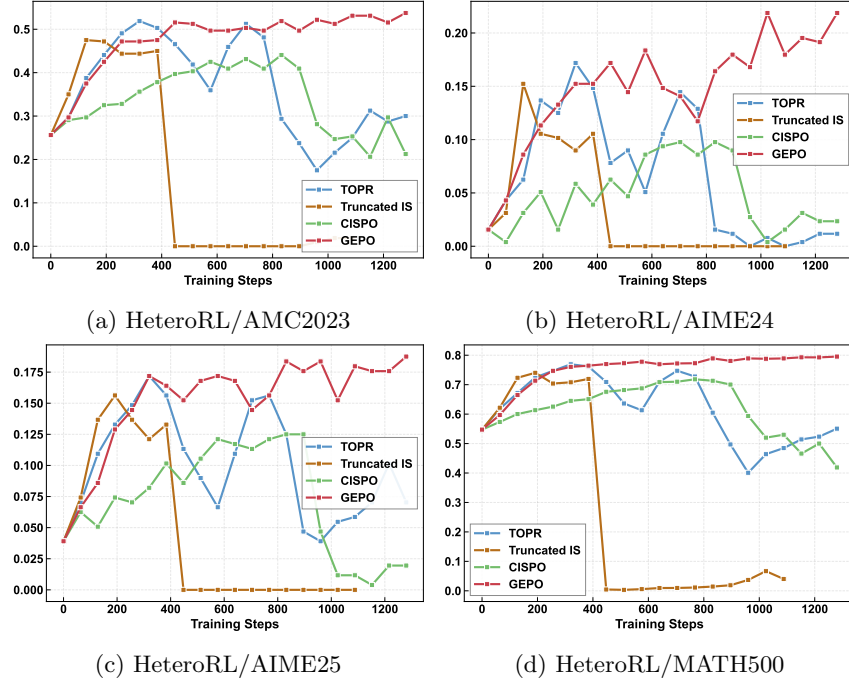 0.5
0.4
0.3
0.2
0.1
0.0
0 200 400 600 800 1000 1200
Training Steps
TOPR
Truncated IS
CISPO
GEPO
(a) HeteroRL/AMC2023
0.20
0.15
0.10
0.05
0.00
0 200 400 600 800 1000 1200
Training Steps
TOPR
Truncated IS
CISPO
GEPO
(b) HeteroRL/AIME24
0.175
0.150
0.125
0.100
0.075
0.050
0.025
0.000
0 200 400 600 800 1000 1200
Training Steps
TOPR
Truncated IS
CISPO
GEPO
(c) HeteroRL/AIME25
0.8
0.7
0.6
0.5
0.4
0.3
0.2
0.1
0.0
0 200 400 600 800 1000 1200
Training Steps
TOPR
Truncated IS
CISPO
GEPO
(d) HeteroRL/MATH500